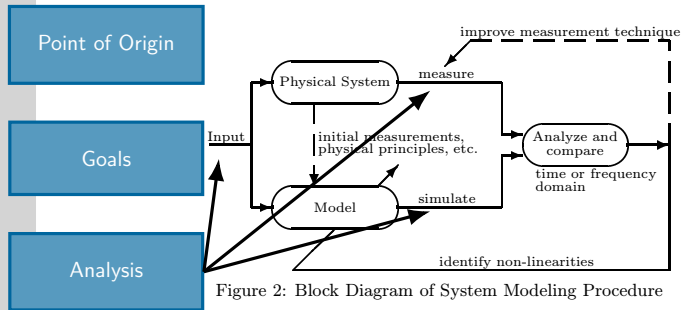 improve measurement technique
Point of Origin
Physical System
measure
Input
initial measurements,
physical principles, etc.
Analyze and
compare
Goals
time or frequency
domain
Model
simulate
identify non-linearities
Analysis
Figure 2: Block Diagram of System Modeling Procedure